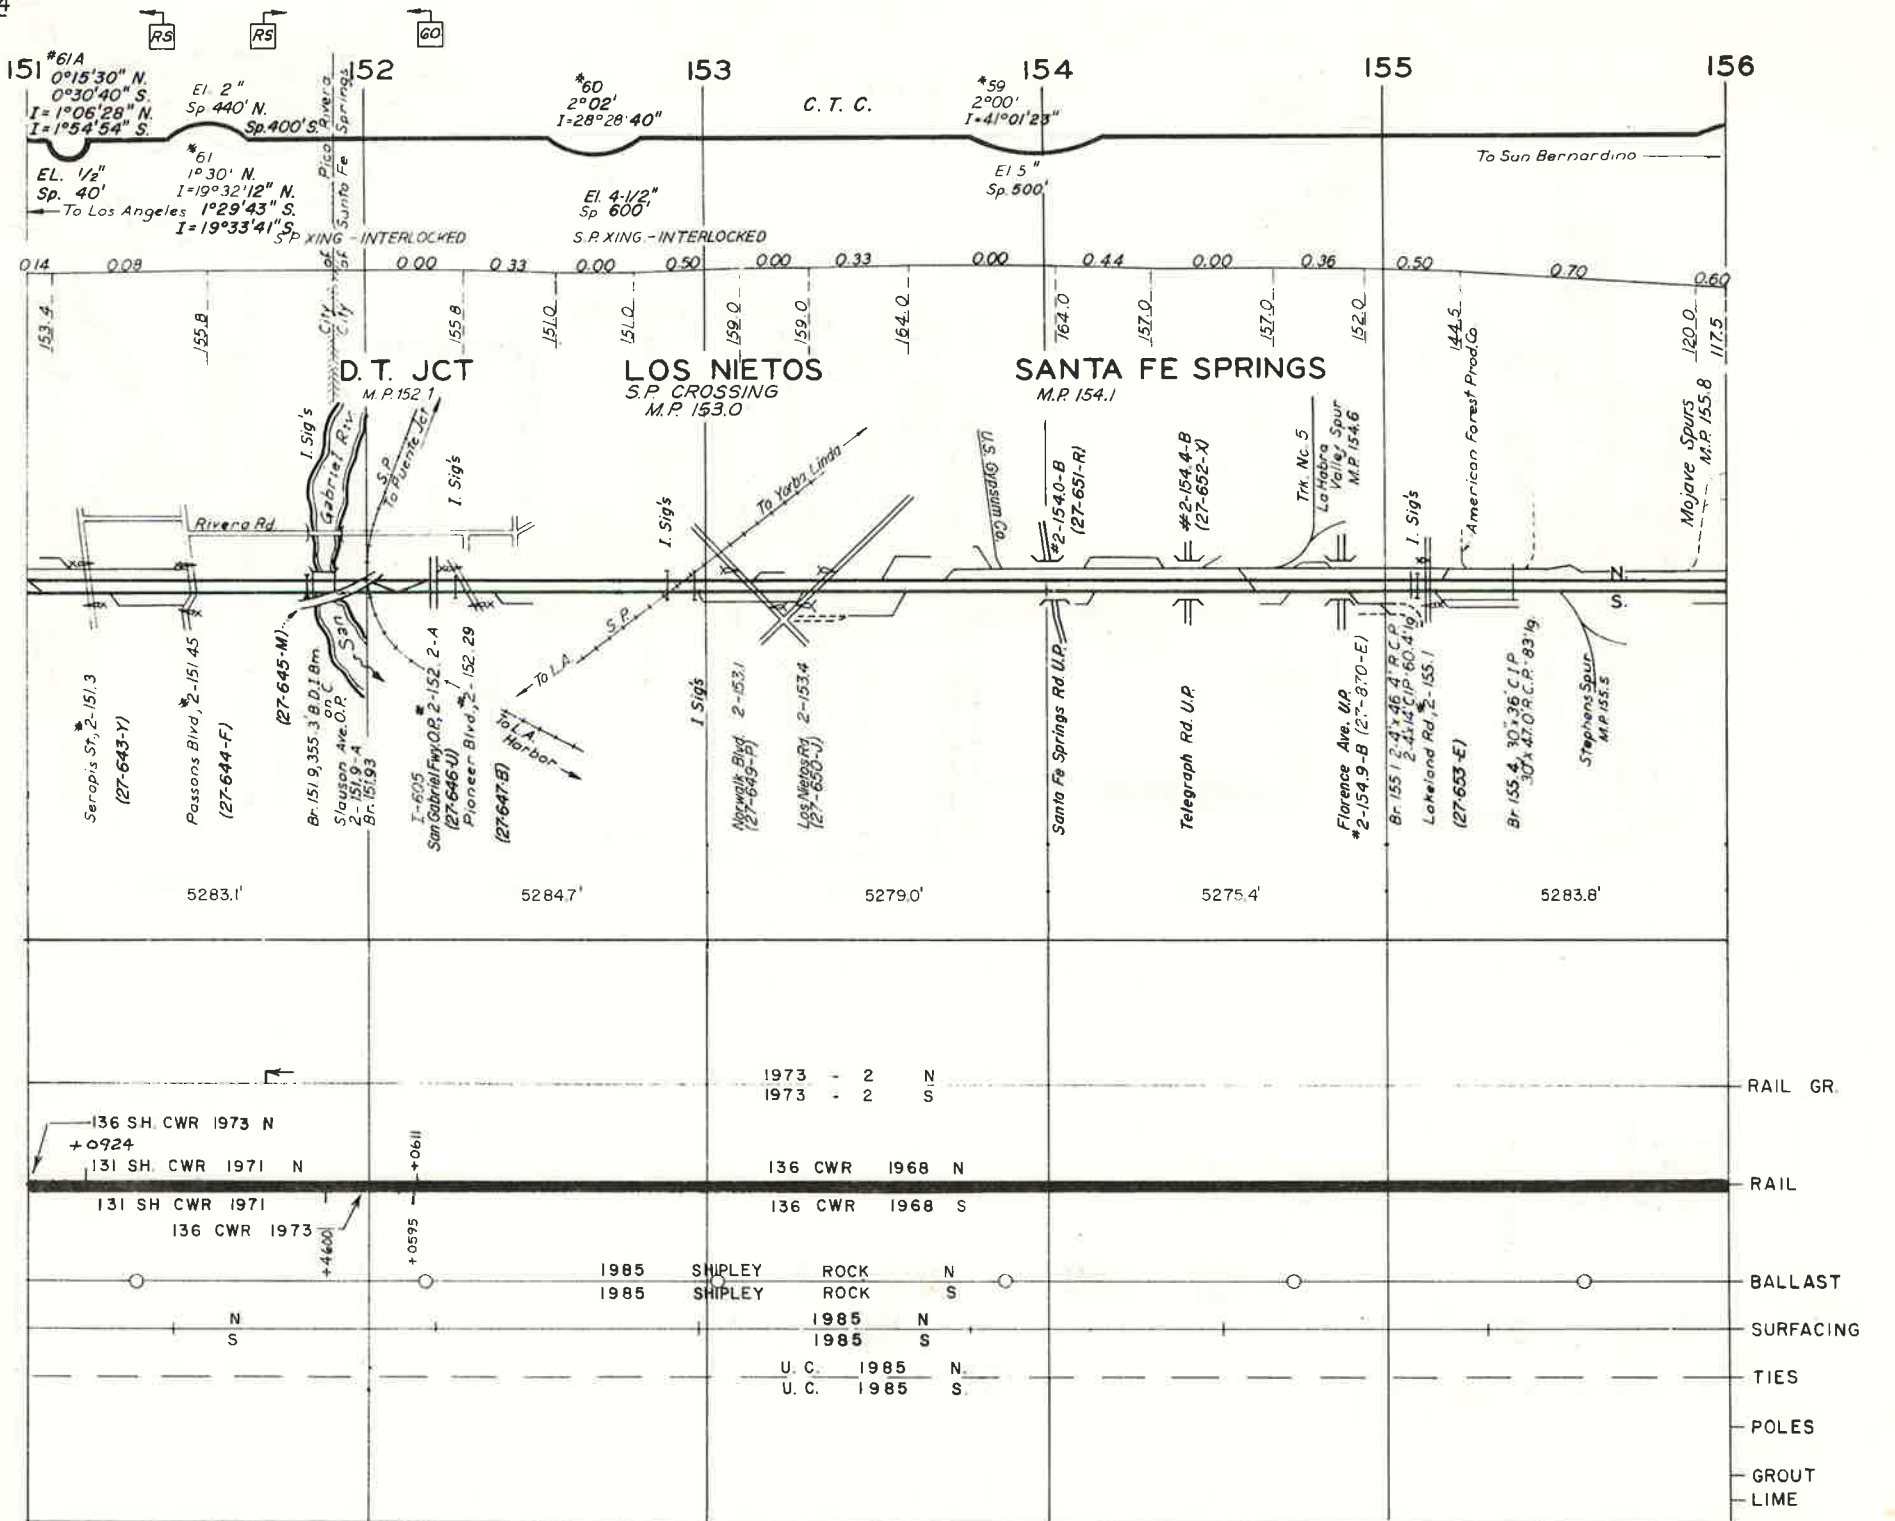 4
RS
RS
60
151
152
153
154
155
156
#61A
0°15'30" N.
0°30'40" S.
I=1°06'28" N.
I=1°54'54" S.
El. 2"
Sp 440' N.
Sp.400'S.
#60
2°02'
I=28°28'40"
C. T. C.
#59
2°00'
I=41°01'23"
EL. 1/2"
Sp. 40'
#61
1°30' N.
I=19°32'12" N.
1°29'43" S.
I=19°33'41"S.
To Los Angeles
El. 4-1/2"
Sp 600'
El 5"
Sp. 500'
To San Bernardino
City of Pico Rivera
City of Santa Fe Springs
S P XING - INTERLOCKED
S.P. XING. - INTERLOCKED
0.14 0.08 0.00 0.33 0.00 0.50 0.00 0.33 0.00 0.44 0.00 0.36 0.50 0.70 0.60
153.4
155.8
155.8
151.0
151.0
159.0
159.0
164.0
164.0
157.0
157.0
152.0
144.5
120.0
117.5
D. T. JCT
M.P. 152.1
LOS NIETOS
S.P. CROSSING
M.P. 153.0
SANTA FE SPRINGS
M.P. 154.1
I. Sig's
Gabriel Riv.
San
S.P.
To Puente Jct
I. Sig's
Rivera Rd
I. Sig's
To Yorba Linda
S.P.
To L.A.
To L.A.
Harbor
I Sig's
U.S. Gypsum Co.
#2-154.0-B
(27-651-R)
#2-154.4-B
(27-652-X)
Trk. No. 5
La Habra
Valley Spur
M.P. 154.6
I. Sig's
American Forest Prod. Co.
Mojave Spurs
M.P. 155.8
N.
S.
Serapis St., #2-151.3
(27-643-Y)
Passons Blvd, #2-151.45
(27-644-F)
(27-645-M)
Br. 151.9, 355.3' B.D.I Bm.
on C.
Slauson Ave. O.P.
2-151.9-A
Br. 151.93
I-605
San Gabriel Fwy. O.P., #2-152.2-A
(27-646-U)
Pioneer Blvd., #2-152.29
(27-647-B)
Norwalk Blvd. 2-153.1
(27-649-P)
Los Nietos Rd. 2-153.4
(27-650-J)
Santa Fe Springs Rd. U.P.
Telegraph Rd. U.P.
Florence Ave. U.P.
#2-154.9-B (27-870-E)
Br. 155.1 2-4'x 46.4' R.C.P.
2-4'x14' CIP 60.4'lg.
Lakeland Rd., #2-155.1
(27-653-E)
Br 155.4, 30"x36' C I P
30"x 47.0 R.C.P.-83'lg.
Stephens Spur
M.P. 155.5
5283.1'
5284.7'
5279.0'
5275.4'
5283.8'
1973 - 2 N
1973 - 2 S
RAIL GR.
136 SH. CWR 1973 N
+0924
131 SH. CWR 1971 N
+0611
136 CWR 1968 N
RAIL
131 SH CWR 1971
136 CWR 1968 S
136 CWR 1973
+4600
+0595
1985 SHIPLEY ROCK N
1985 SHIPLEY ROCK S
BALLAST
N
S
1985 N
1985 S
SURFACING
U. C. 1985 N.
U. C. 1985 S
TIES
POLES
GROUT
LIME